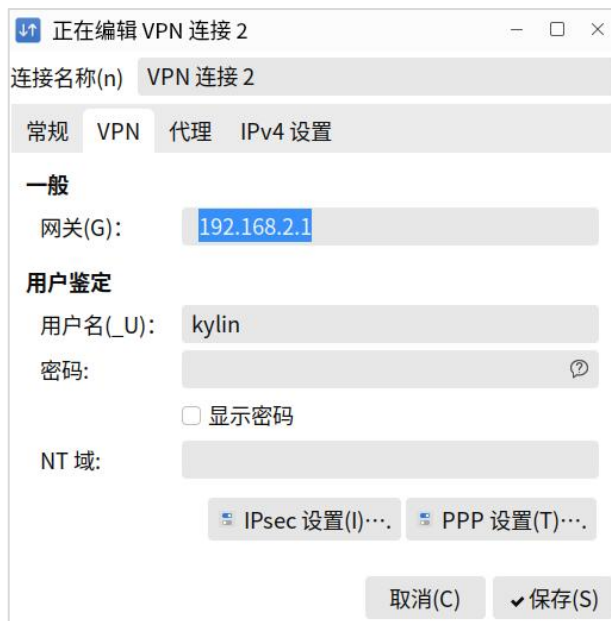 正在编辑 VPN 连接 2
连接名称(n) VPN 连接 2
常规 VPN 代理 IPv4 设置
一般
网关(G)： 192.168.2.1
用户鉴定
用户名(_U)： kylin
密码:
显示密码
NT 域:
IPsec 设置(I)···. PPP 设置(T)···.
取消(C) 保存(S)